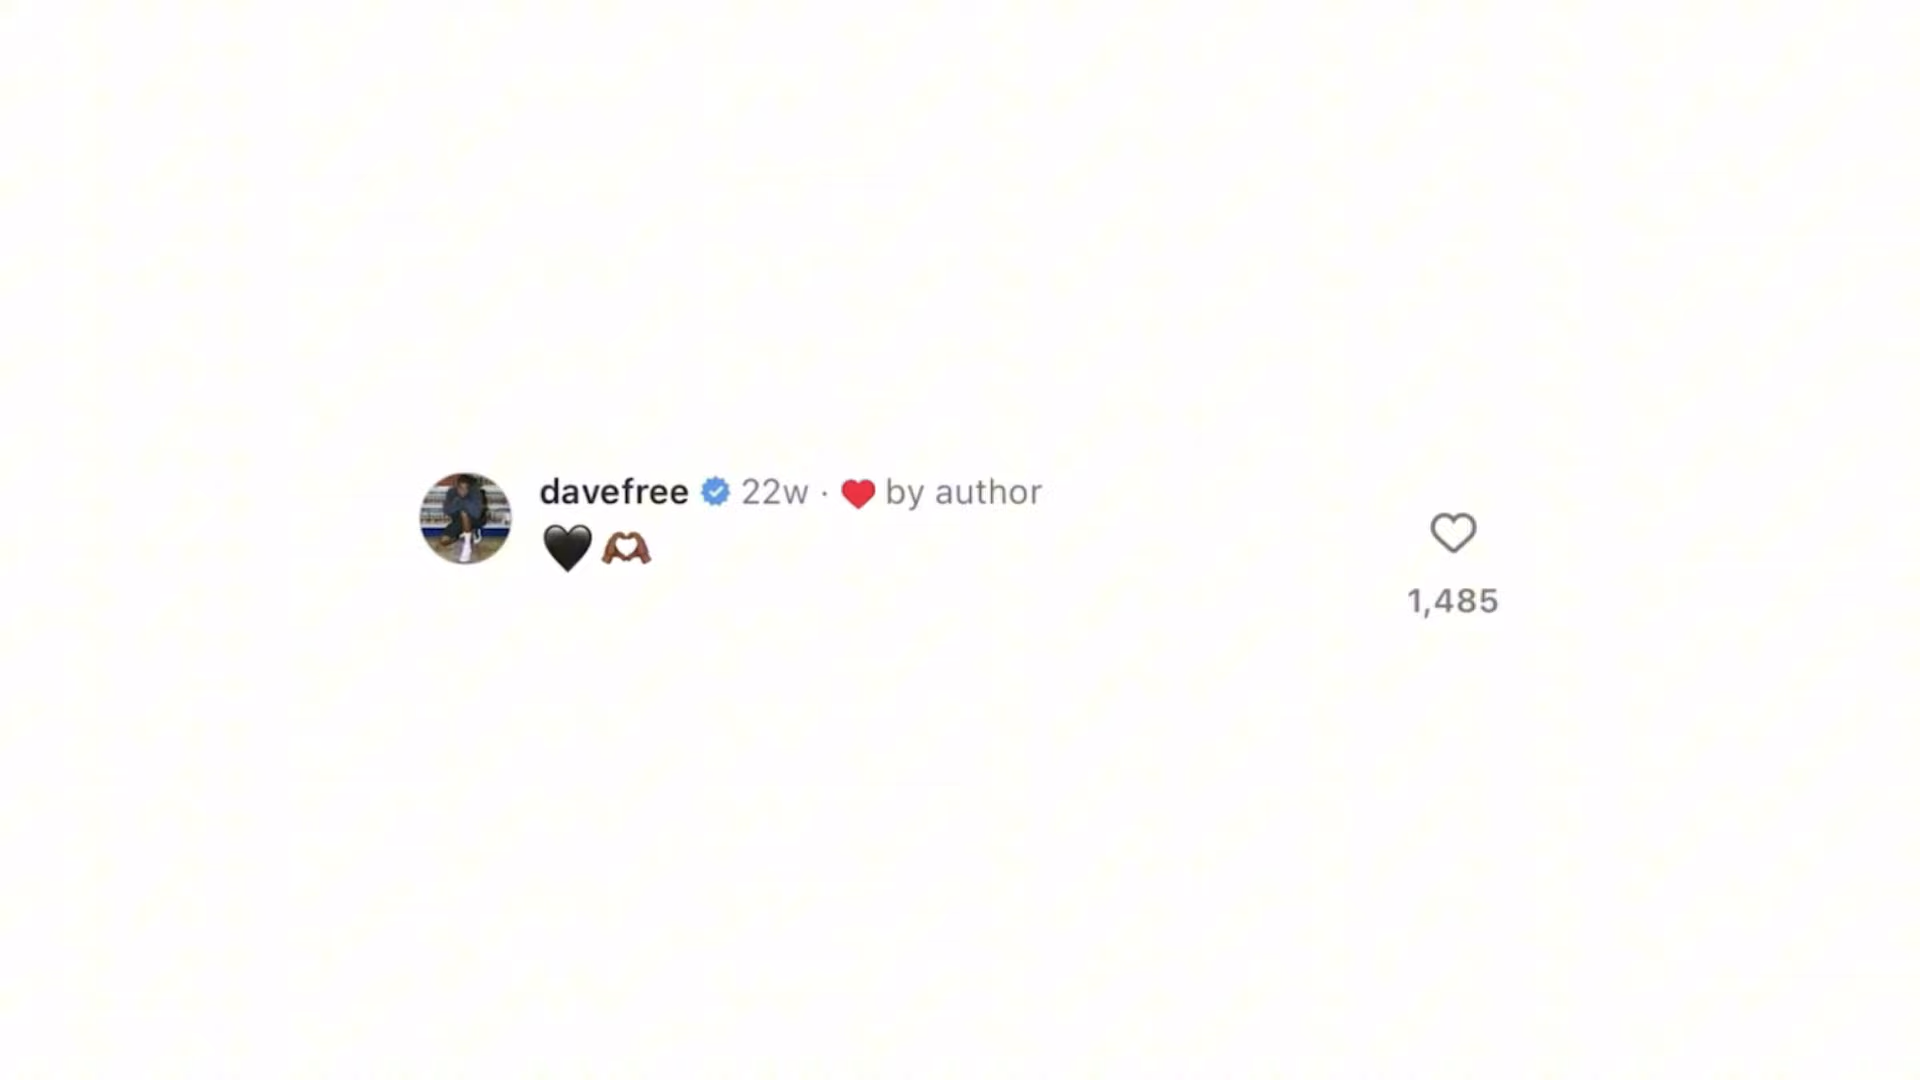 davefree 22w · ❤️ by author
🖤 🫶🏾
1,485